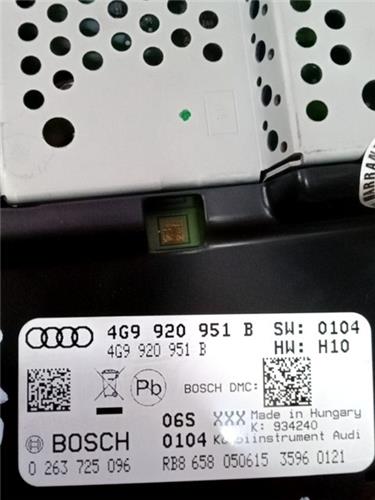 WARRAN
4G9 920 951 B SW: 0104
4G9 920 951 B HW: H10
Pb BOSCH DMC:
06S XXX Made in Hungary
K: 934240
BOSCH 0104 Kombiinstrument Audi
0 263 725 096 RB8 658 050615 3596 0121